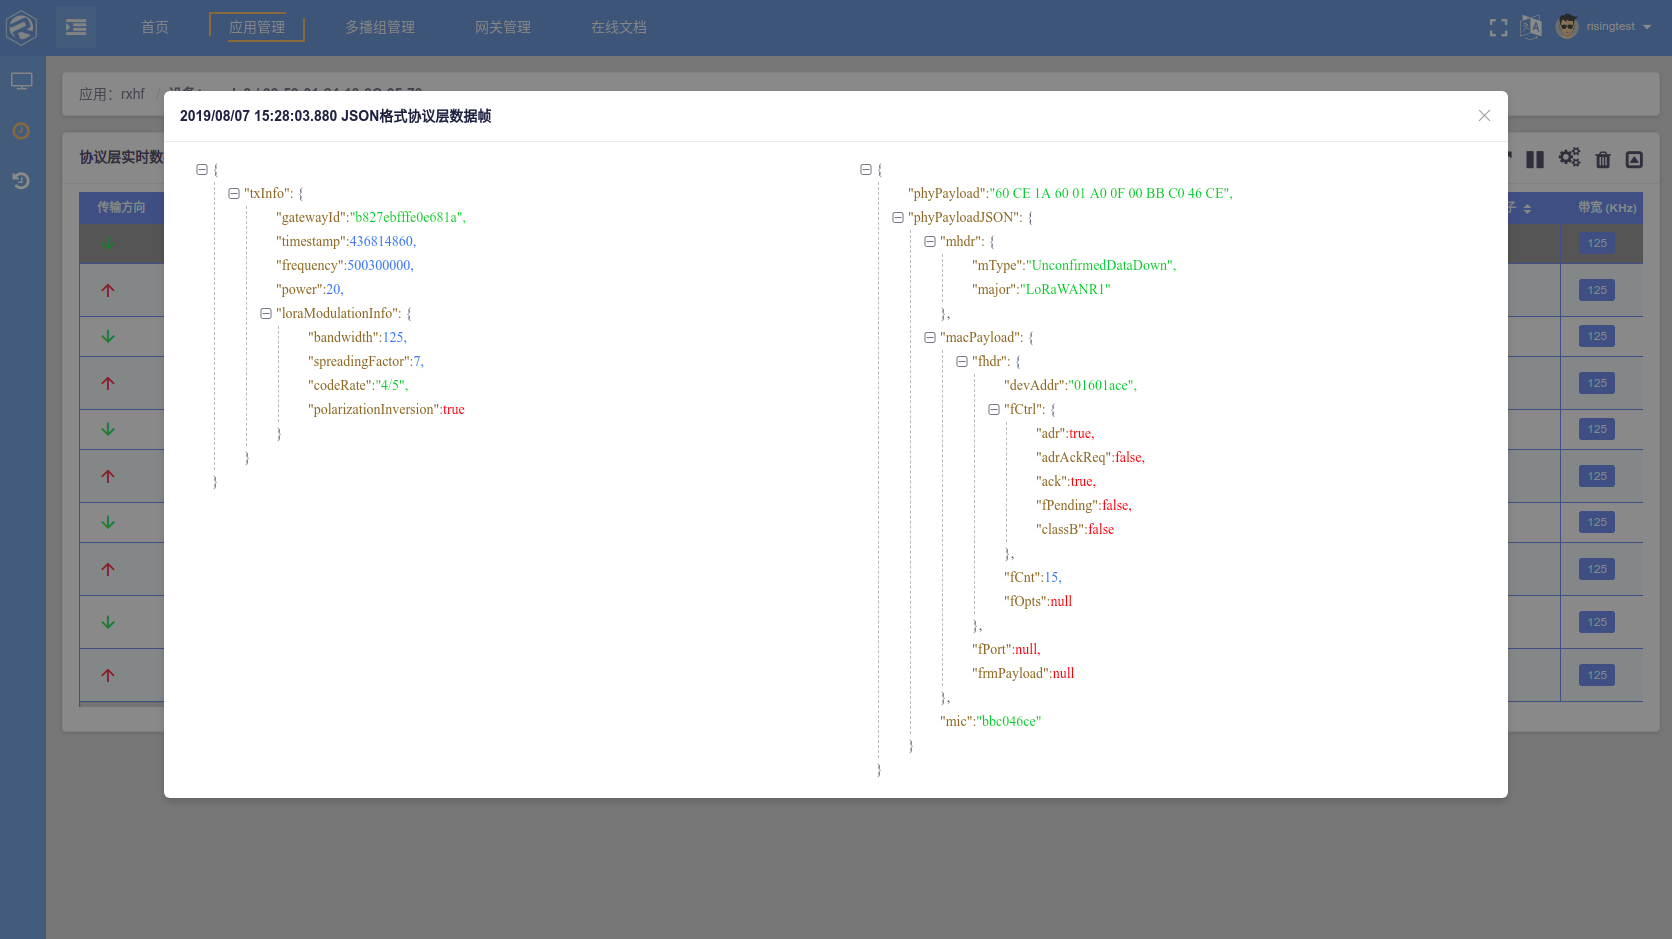 首页
应用管理
多播组管理
网关管理
在线文档
risingtest
应用：rxhf /
2019/08/07 15:28:03.880 JSON格式协议层数据帧
协议层实时数
传输方向
子
带宽 (KHz)
125
125
125
125
125
125
125
125
125
125
{
"txInfo": {
"gatewayId":"b827ebfffe0e681a",
"timestamp":436814860,
"frequency":500300000,
"power":20,
"loraModulationInfo": {
"bandwidth":125,
"spreadingFactor":7,
"codeRate":"4/5",
"polarizationInversion":true
}
}
}
{
"phyPayload":"60 CE 1A 60 01 A0 0F 00 BB C0 46 CE",
"phyPayloadJSON": {
"mhdr": {
"mType":"UnconfirmedDataDown",
"major":"LoRaWANR1"
},
"macPayload": {
"fhdr": {
"devAddr":"01601ace",
"fCtrl": {
"adr":true,
"adrAckReq":false,
"ack":true,
"fPending":false,
"classB":false
},
"fCnt":15,
"fOpts":null
},
"fPort":null,
"frmPayload":null
},
"mic":"bbc046ce"
}
}